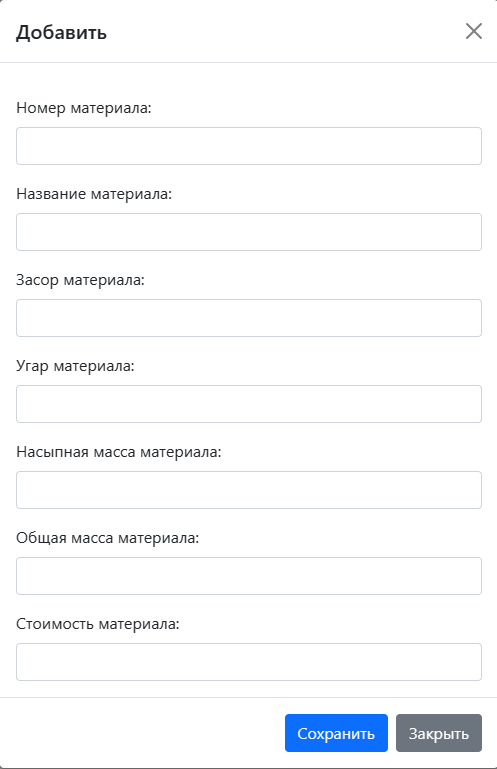 Добавить
Номер материала:
Название материала:
Засор материала:
Угар материала:
Насыпная масса материала:
Общая масса материала:
Стоимость материала:
Сохранить Закрыть